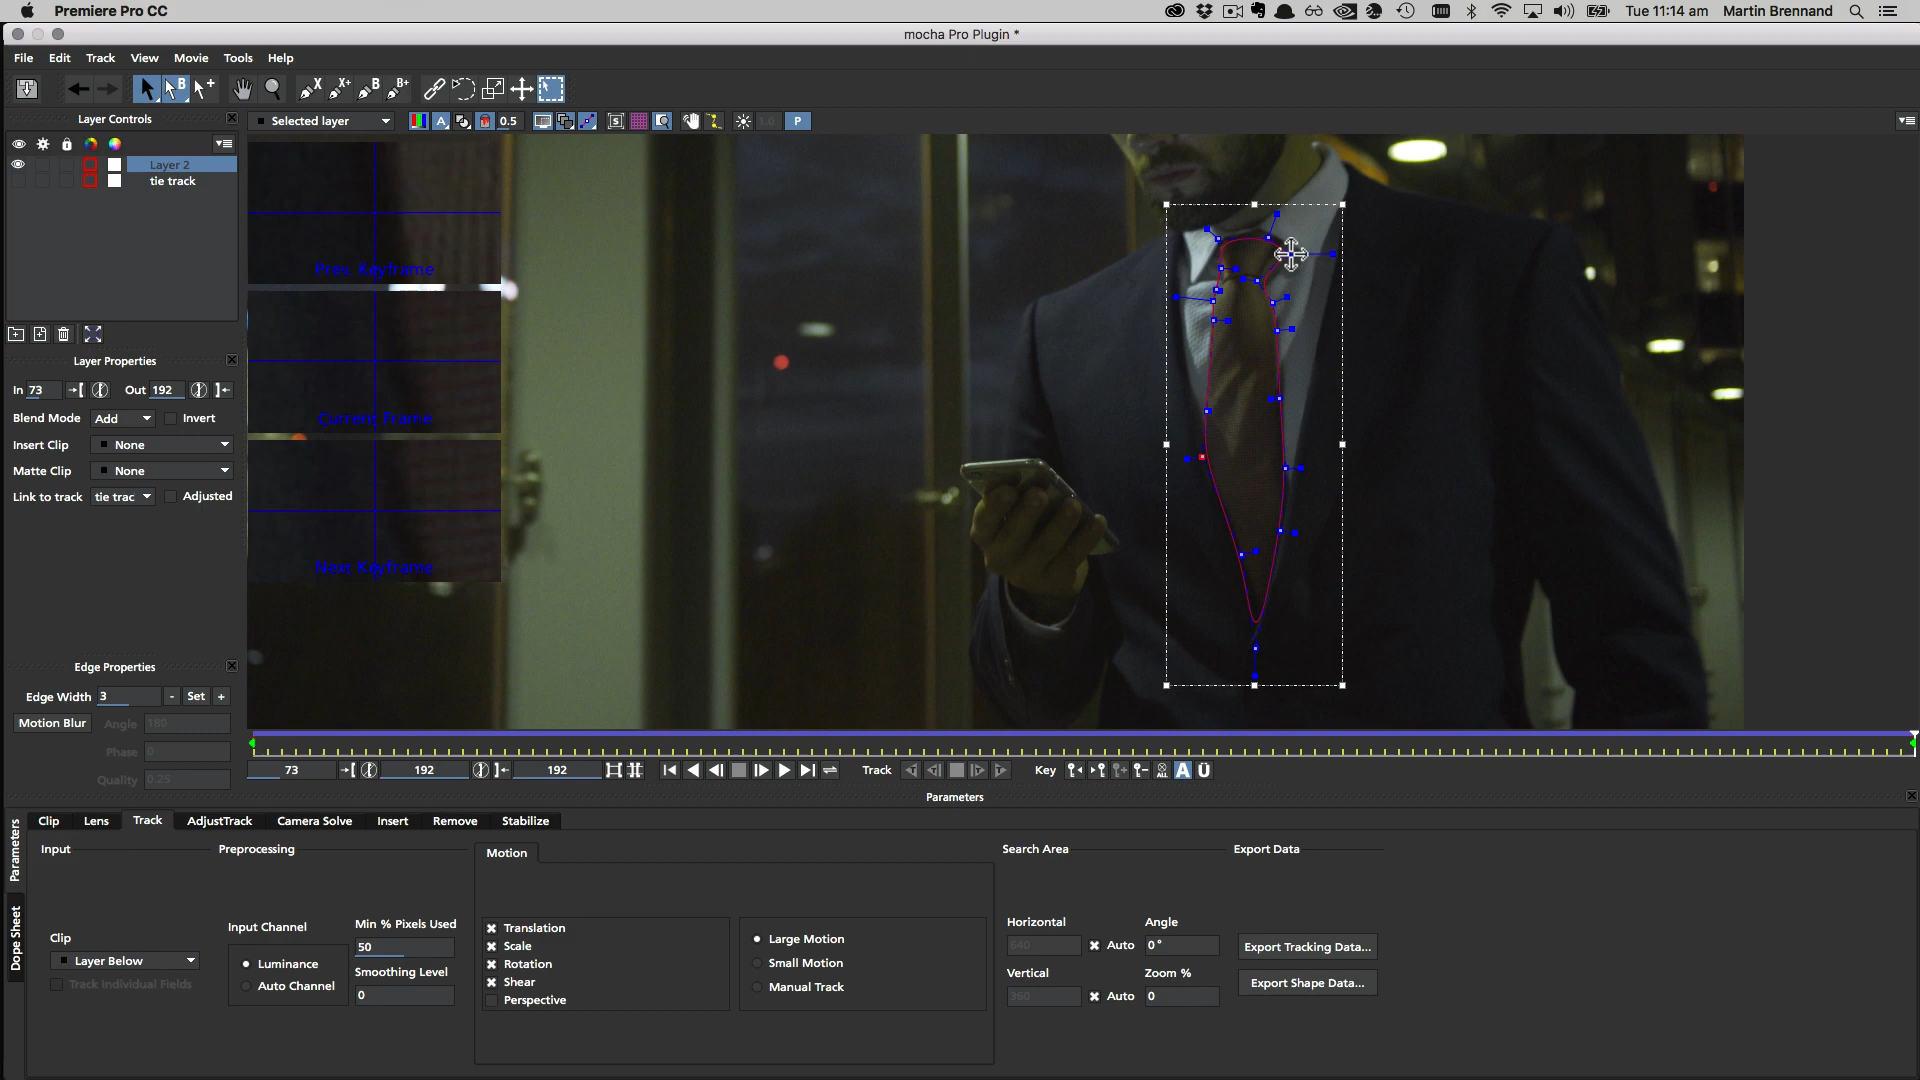 Premiere Pro CC
Tue 11:14 am Martin Brennand
mocha Pro Plugin *
File Edit Track View Movie Tools Help
Layer Controls
Selected layer
A
0.5
1.0
P
Layer 2
tie track
Prev. Keyframe
Current Frame
Next Keyframe
Layer Properties
In 73 Out 192
Blend Mode Add Invert
Insert Clip None
Matte Clip None
Link to track tie trac Adjusted
Edge Properties
Edge Width 3 - Set +
Motion Blur Angle 180
Phase 0
Quality 0.25
73 192 192 Track Key A
Parameters
Parameters
Dope Sheet
Clip Lens Track AdjustTrack Camera Solve Insert Remove Stabilize
Input
Clip
Layer Below
Track Individual Fields
Preprocessing
Input Channel
Luminance
Auto Channel
Min % Pixels Used
50
Smoothing Level
0
Motion
Translation
Scale
Rotation
Shear
Perspective
Large Motion
Small Motion
Manual Track
Search Area
Horizontal Angle
640 Auto 0°
Vertical Zoom %
360 Auto 0
Export Data
Export Tracking Data...
Export Shape Data...